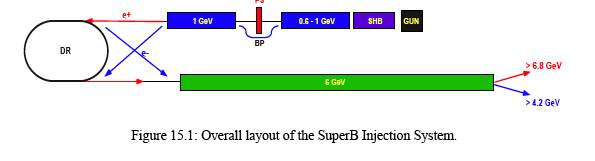 PS
e+
1 GeV
0.6 - 1 GeV
SHB
GUN
BP
DR
e-
> 6.8 GeV
6 GeV
> 4.2 GeV
Figure 15.1: Overall layout of the SuperB Injection System.